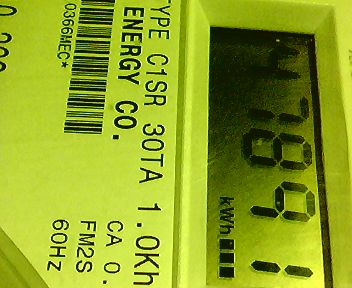 kWh
TYPE C1SR 30TA 1.0Kh
ENERGY CO. CA 0.
FM2S
0366MEC* 60Hz